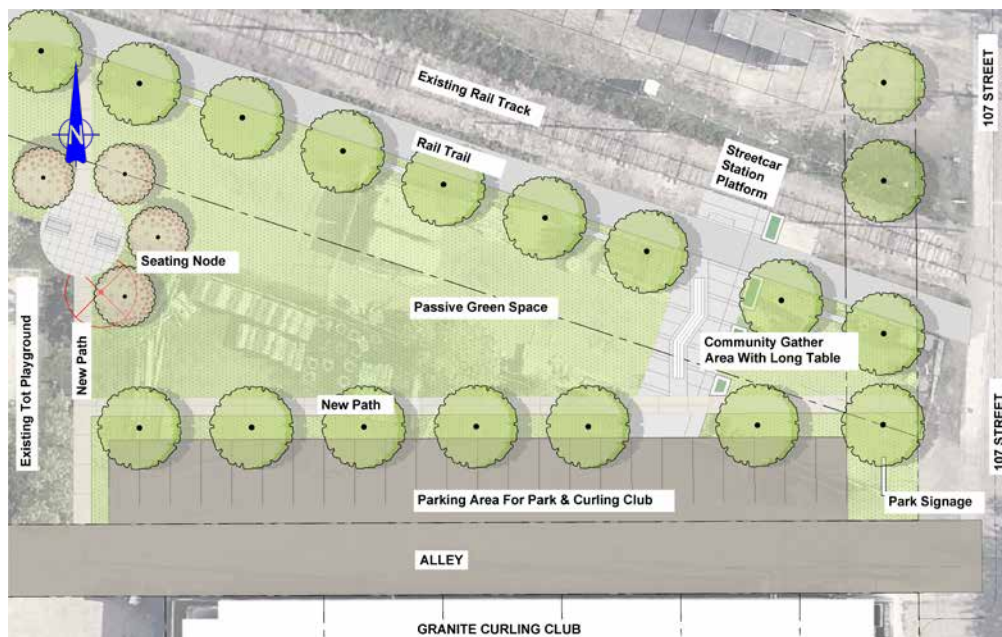 Existing Rail Track
107 STREET
N
Rail Trail
Streetcar
Station
Platform
Seating Node
Passive Green Space
New Path
Existing Tot Playground
Community Gather
Area With Long Table
New Path
107 STREET
Parking Area For Park & Curling Club
Park Signage
ALLEY
GRANITE CURLING CLUB